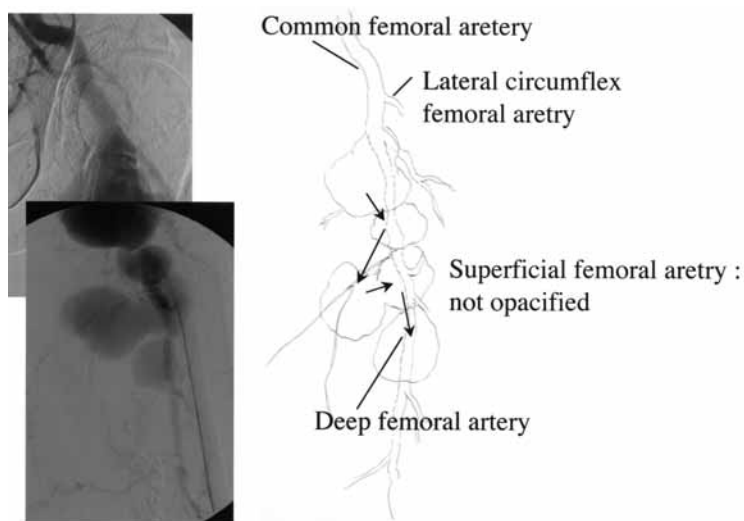 Common femoral aretery
Lateral circumflex
femoral aretry
Superficial femoral aretry :
not opacified
Deep femoral artery